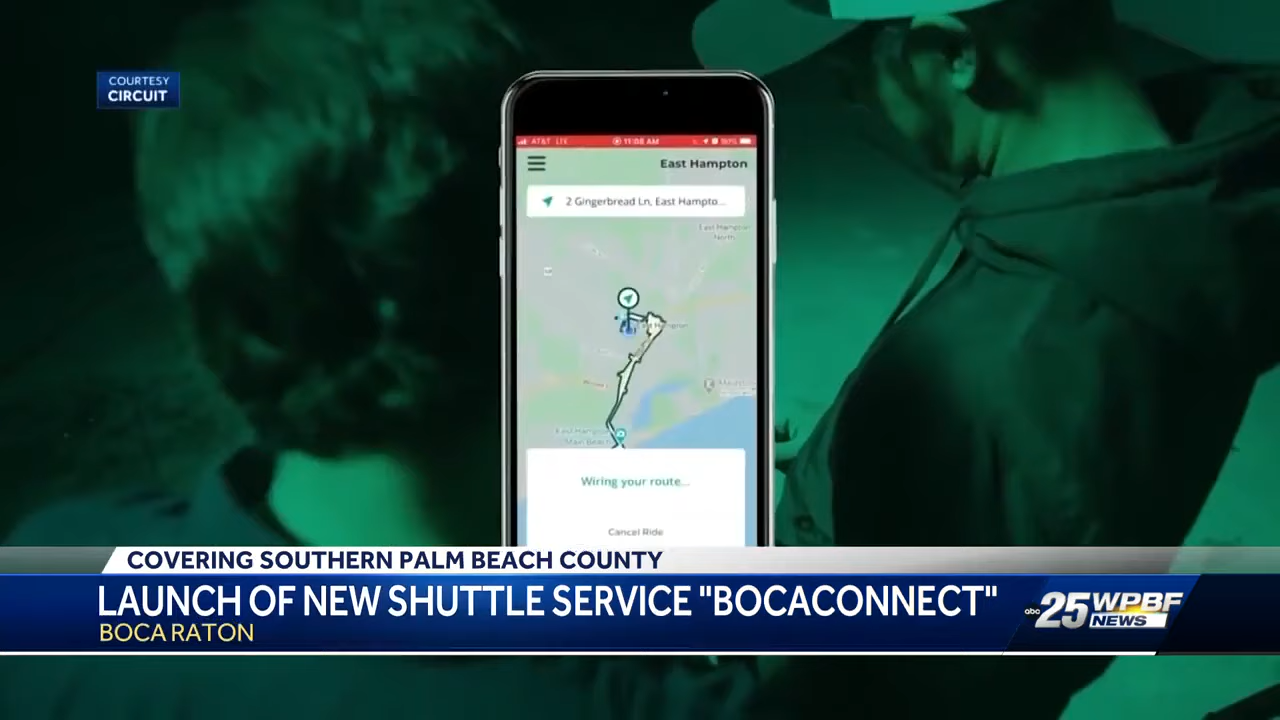 COURTESY
CIRCUIT
AT&T LTE
11:08 AM
East Hampton
2 Gingerbread Ln, East Hampto...
East Hampton
North
East Hampton
East Hampton
Main Beach
Wiring your route...
Cancel Ride
COVERING SOUTHERN PALM BEACH COUNTY
LAUNCH OF NEW SHUTTLE SERVICE "BOCACONNECT"
BOCA RATON
abc 25 WPBF
NEWS